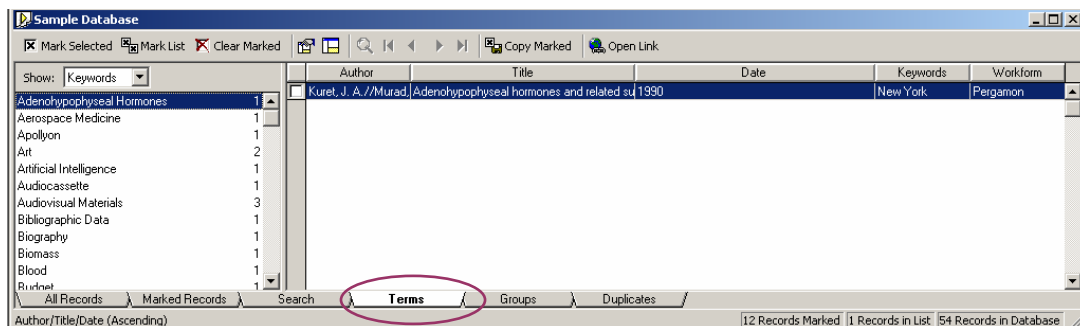 Sample Database
Mark Selected Mark List Clear Marked Copy Marked Open Link
Show: Keywords
Author Title Date Keywords Workform
Adenohypophyseal Hormones 1
Kuret, J. A.//Murad, Adenohypophyseal hormones and related su 1990 New York Pergamon
Aerospace Medicine 1
Apollyon 1
Art 2
Artificial Intelligence 1
Audiocassette 1
Audiovisual Materials 3
Bibliographic Data 1
Biography 1
Biomass 1
Blood 1
Budget 1
All Records Marked Records Search Terms Groups Duplicates
Author/Title/Date (Ascending) 12 Records Marked 1 Records in List 54 Records in Database